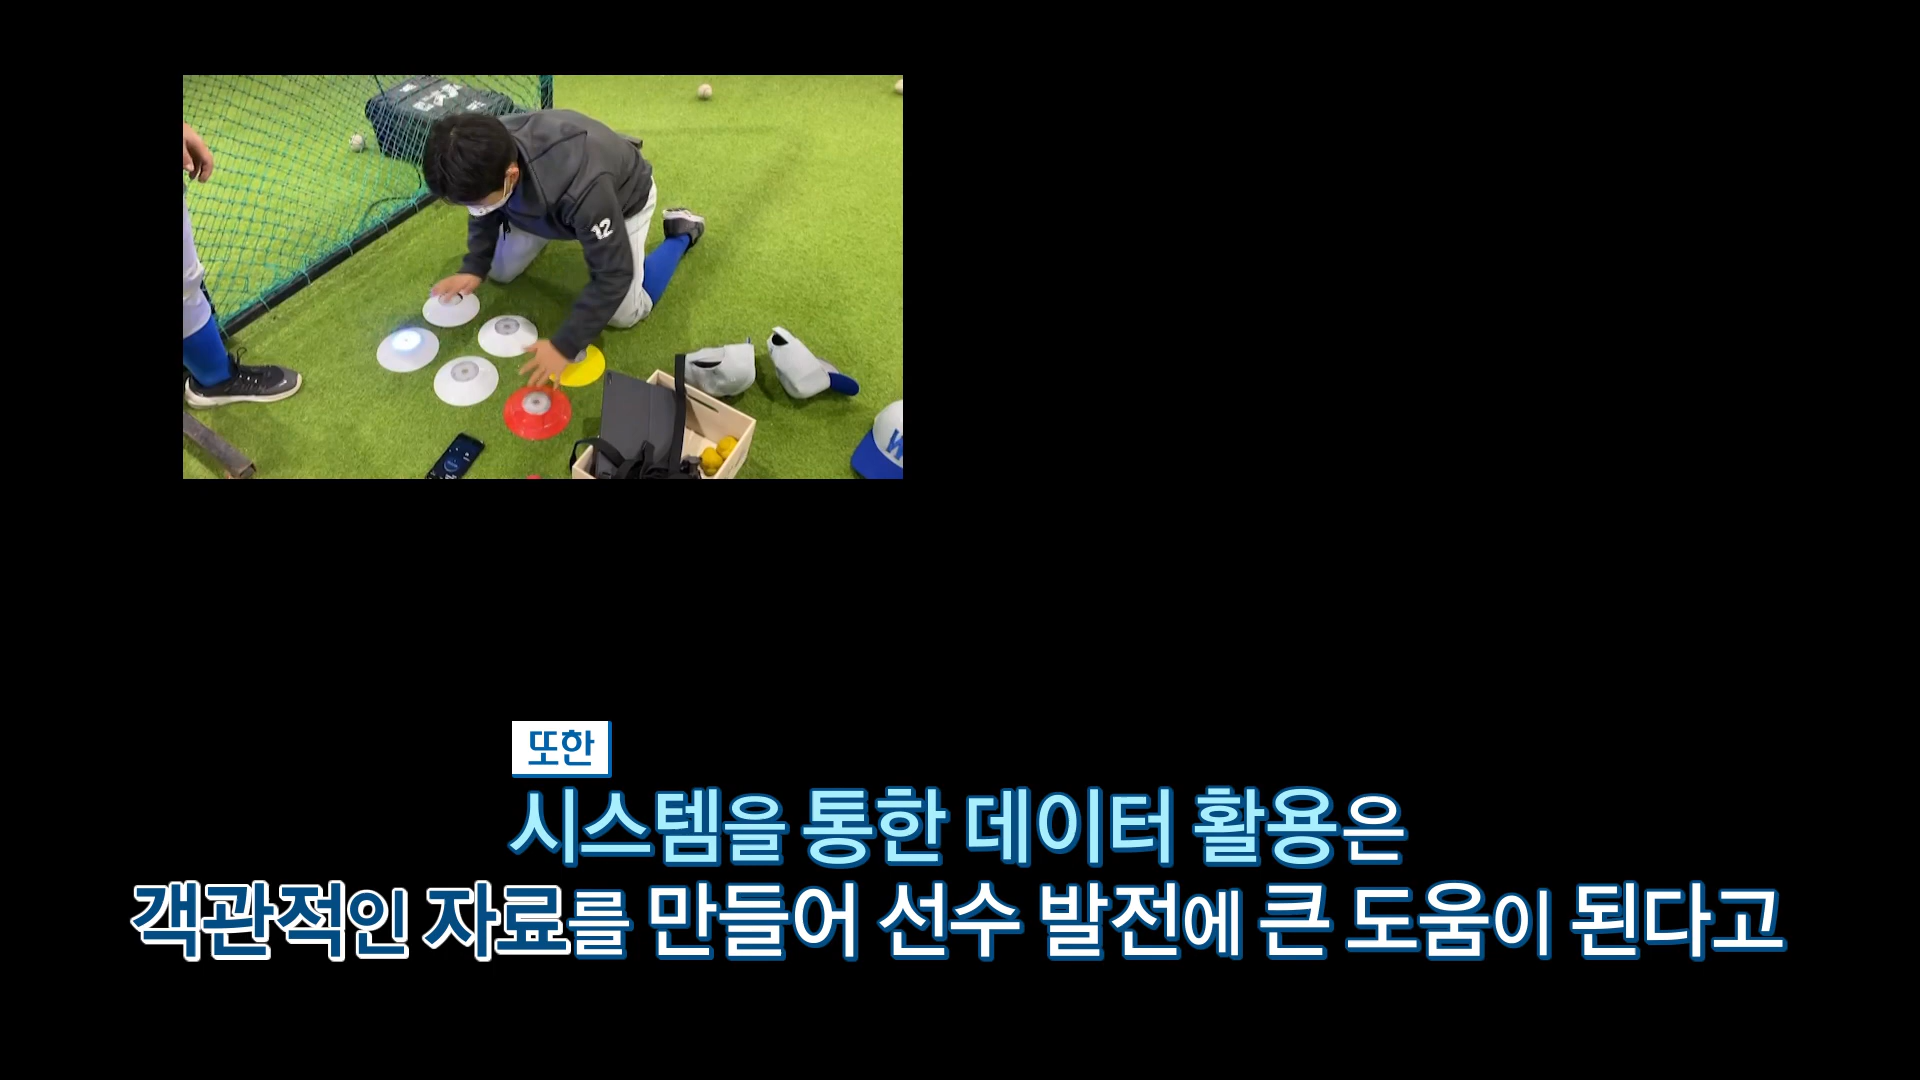 12
W
또한
시스템을 통한 데이터 활용은
객관적인 자료를 만들어 선수 발전에 큰 도움이 된다고